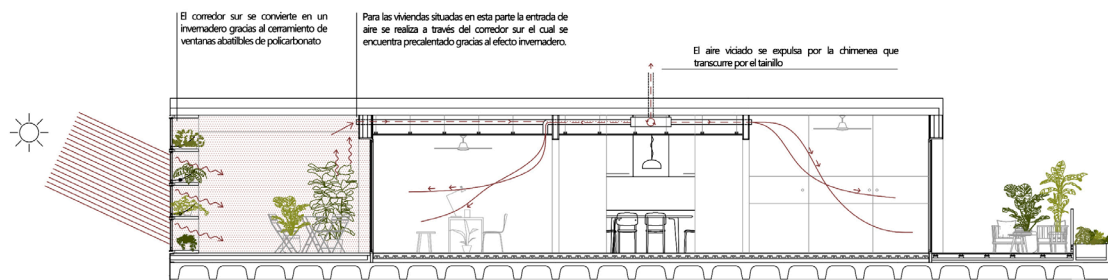 El corredor sur se convierte en un
invernadero gracias al cerramiento de
ventanas abatilbles de policarbonato
Para las viviendas situadas en esta parte la entrada de
aire se realiza a través del corredor sur el cual se
encuentra precalentado gracias al efecto invernadero.
El aire viciado se expulsa por la chimenea que
transcurre por el tainillo